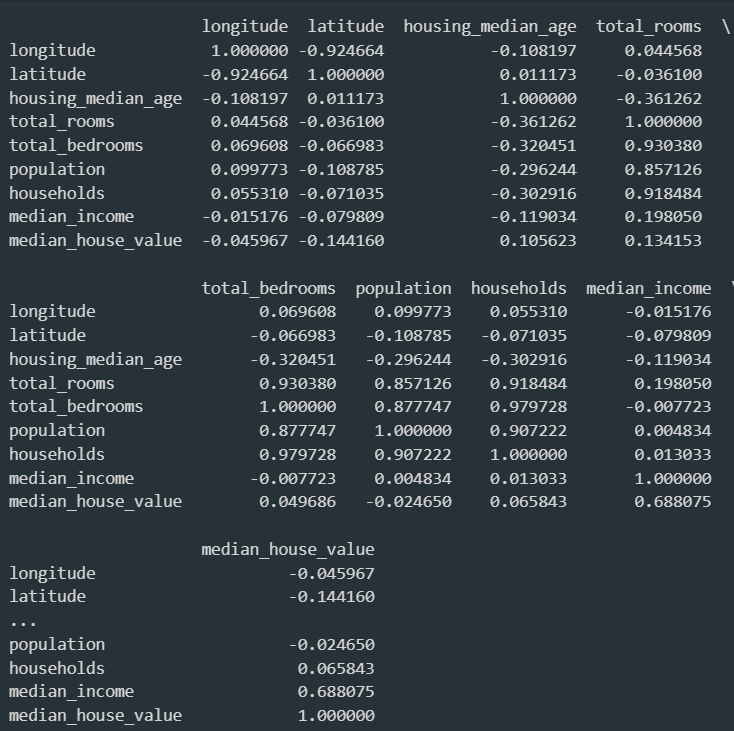 longitude latitude housing_median_age total_rooms \
longitude 1.000000 -0.924664 -0.108197 0.044568
latitude -0.924664 1.000000 0.011173 -0.036100
housing_median_age -0.108197 0.011173 1.000000 -0.361262
total_rooms 0.044568 -0.036100 -0.361262 1.000000
total_bedrooms 0.069608 -0.066983 -0.320451 0.930380
population 0.099773 -0.108785 -0.296244 0.857126
households 0.055310 -0.071035 -0.302916 0.918484
median_income -0.015176 -0.079809 -0.119034 0.198050
median_house_value -0.045967 -0.144160 0.105623 0.134153
total_bedrooms population households median_income \
longitude 0.069608 0.099773 0.055310 -0.015176
latitude -0.066983 -0.108785 -0.071035 -0.079809
housing_median_age -0.320451 -0.296244 -0.302916 -0.119034
total_rooms 0.930380 0.857126 0.918484 0.198050
total_bedrooms 1.000000 0.877747 0.979728 -0.007723
population 0.877747 1.000000 0.907222 0.004834
households 0.979728 0.907222 1.000000 0.013033
median_income -0.007723 0.004834 0.013033 1.000000
median_house_value 0.049686 -0.024650 0.065843 0.688075
median_house_value
longitude -0.045967
latitude -0.144160
...
population -0.024650
households 0.065843
median_income 0.688075
median_house_value 1.000000